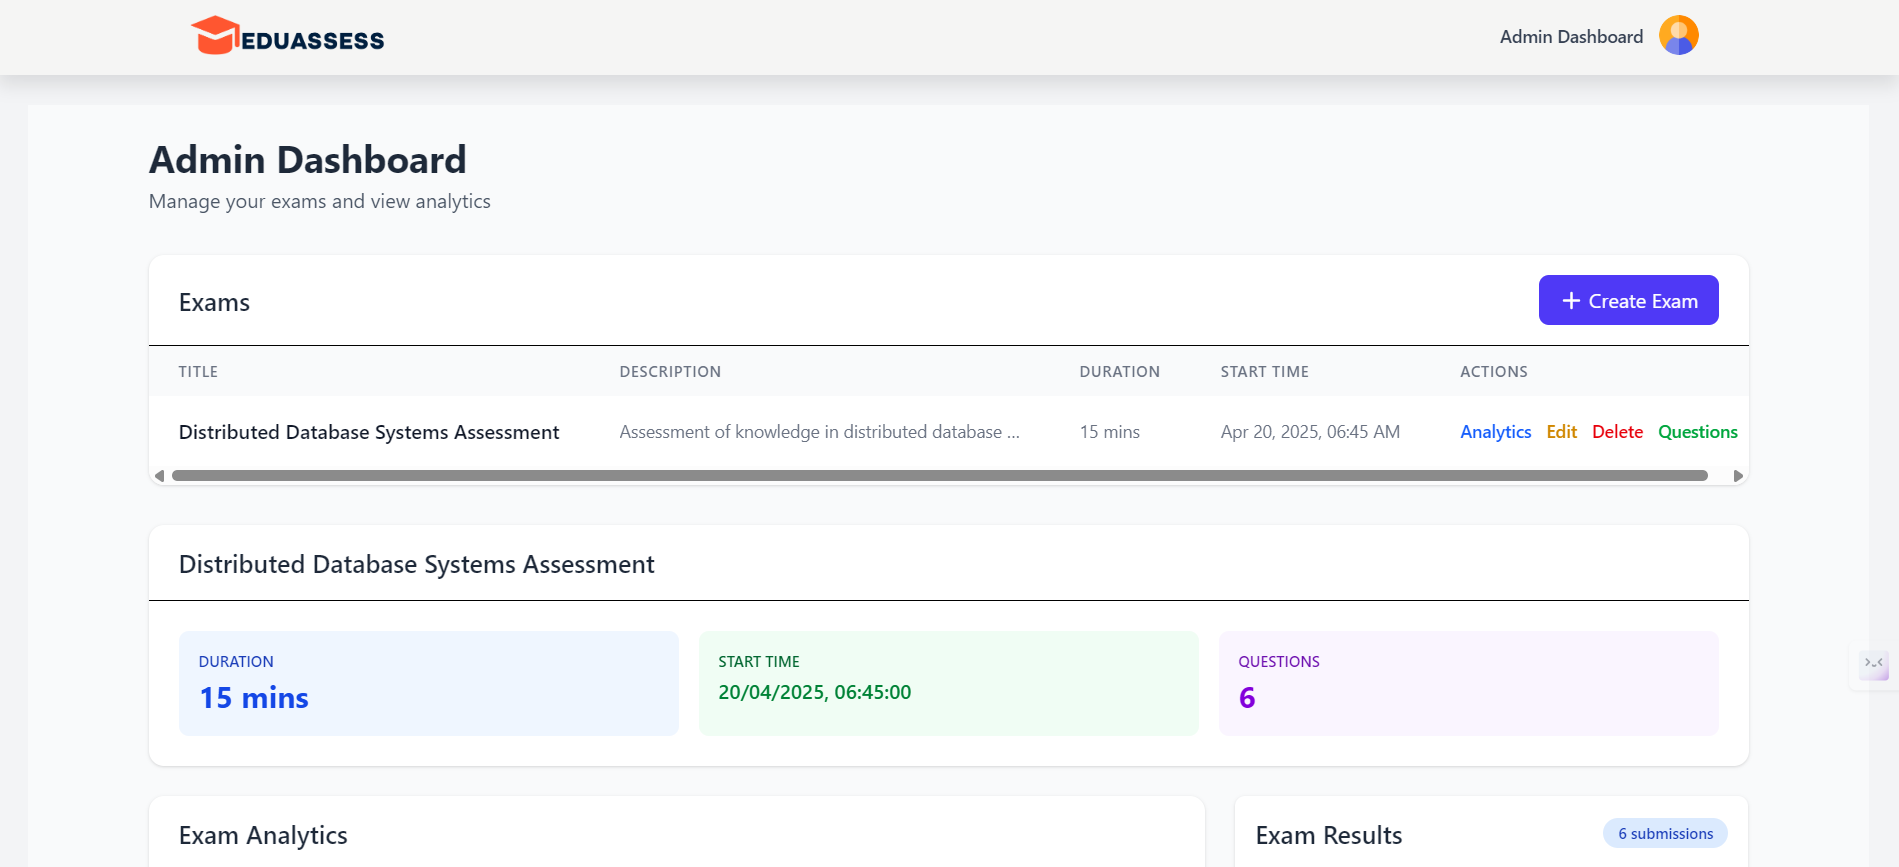 EDUASSESS
Admin Dashboard
Admin Dashboard
Manage your exams and view analytics
Exams
+ Create Exam
TITLE DESCRIPTION DURATION START TIME ACTIONS
Distributed Database Systems Assessment Assessment of knowledge in distributed database ... 15 mins Apr 20, 2025, 06:45 AM Analytics Edit Delete Questions
Distributed Database Systems Assessment
DURATION
15 mins
START TIME
20/04/2025, 06:45:00
QUESTIONS
6
Exam Analytics
Exam Results
6 submissions